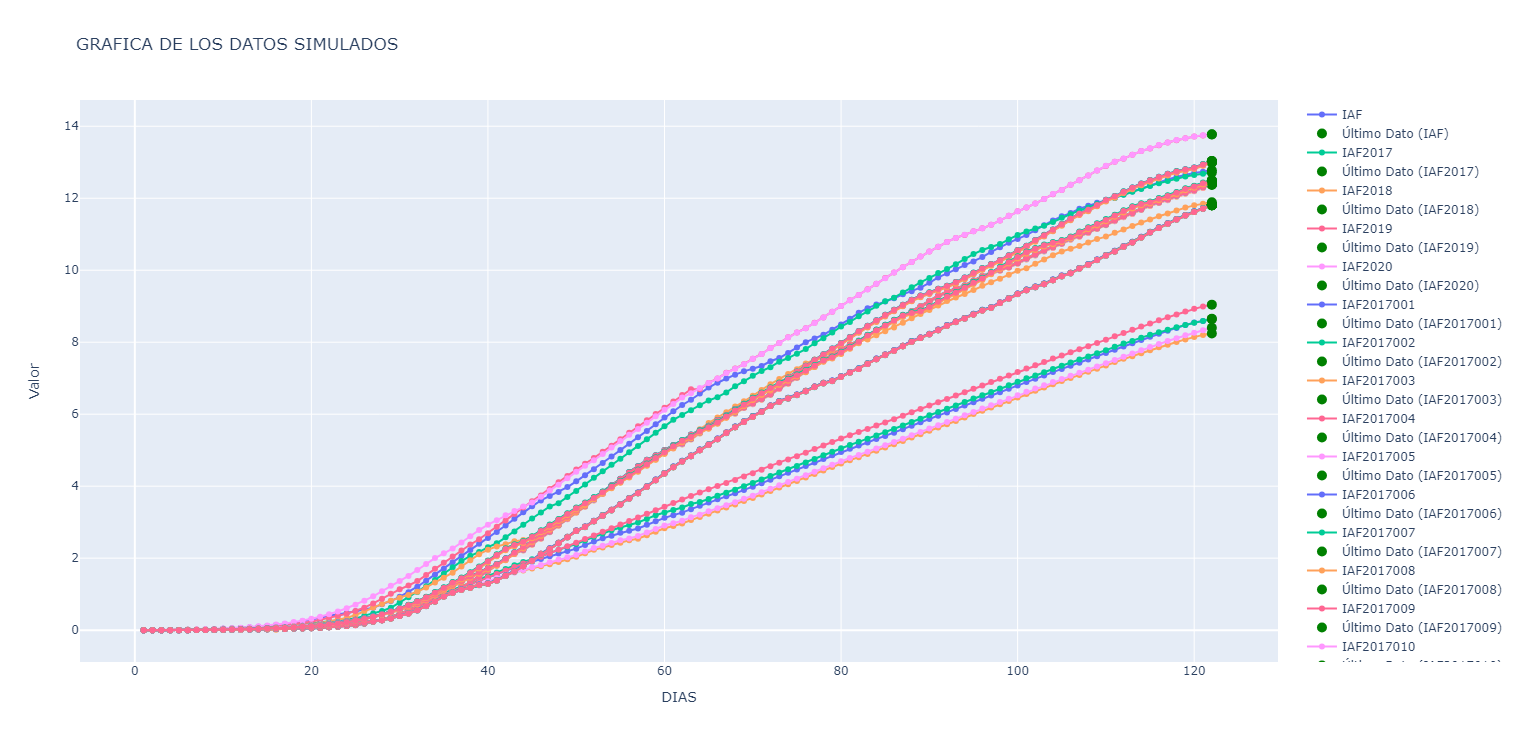 GRAFICA DE LOS DATOS SIMULADOS
14
12
10
8
6
4
2
0
Valor
0
20
40
60
80
100
120
DIAS
IAF
Último Dato (IAF)
IAF2017
Último Dato (IAF2017)
IAF2018
Último Dato (IAF2018)
IAF2019
Último Dato (IAF2019)
IAF2020
Último Dato (IAF2020)
IAF2017001
Último Dato (IAF2017001)
IAF2017002
Último Dato (IAF2017002)
IAF2017003
Último Dato (IAF2017003)
IAF2017004
Último Dato (IAF2017004)
IAF2017005
Último Dato (IAF2017005)
IAF2017006
Último Dato (IAF2017006)
IAF2017007
Último Dato (IAF2017007)
IAF2017008
Último Dato (IAF2017008)
IAF2017009
Último Dato (IAF2017009)
IAF2017010